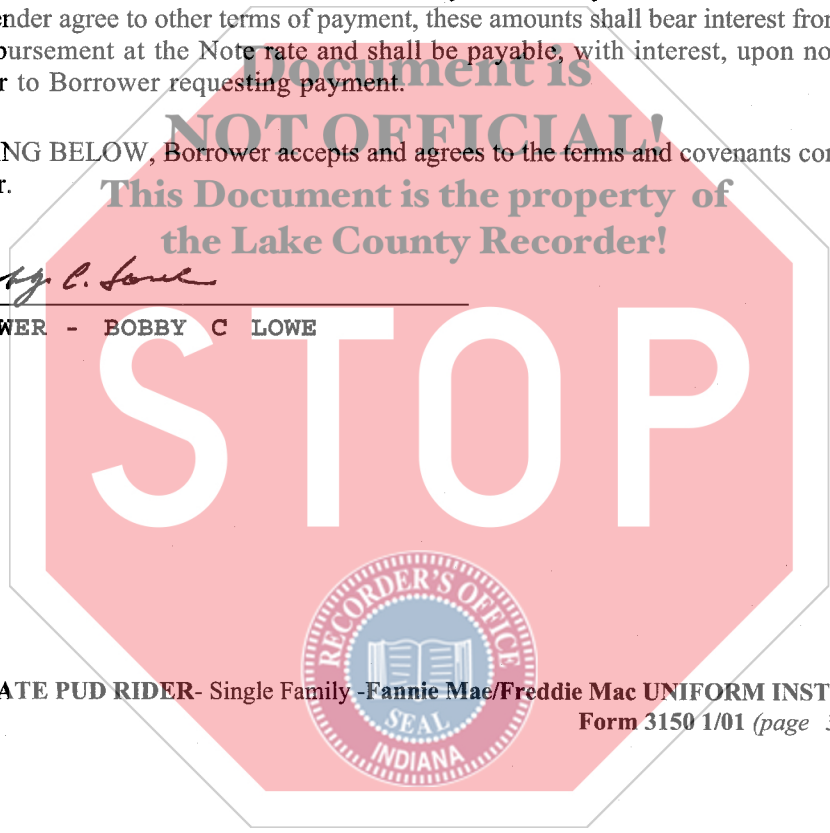 ender agree to other terms of payment, these amounts shall bear interest from
bursement at the Note rate and shall be payable, with interest, upon no
r to Borrower requesting payment.
Document is
NOT OFFICIAL!
NG BELOW, Borrower accepts and agrees to the terms and covenants con
r.
This Document is the property of
the Lake County Recorder!
C. Lowe
WER - BOBBY C LOWE
STOP
RECORDER'S OFFICE
SEAL
INDIANA
ATE PUD RIDER- Single Family -Fannie Mae/Freddie Mac UNIFORM INST
Form 3150 1/01 (page 3